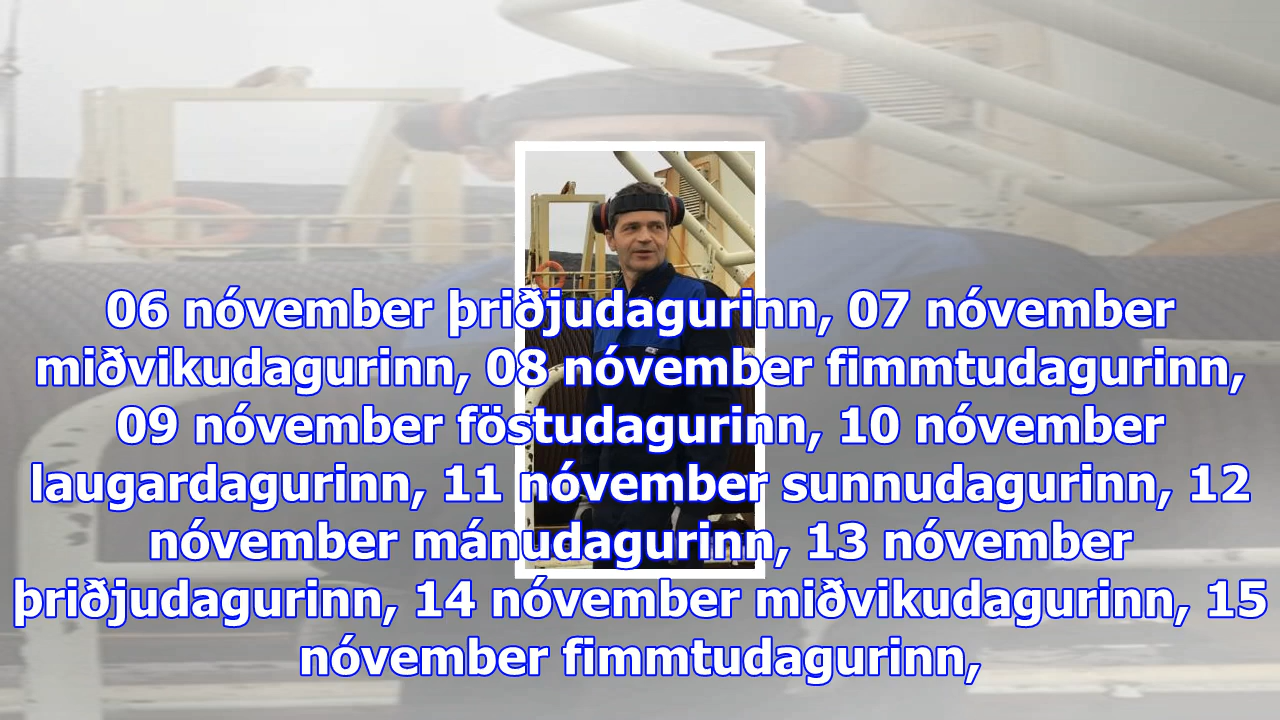 06 nóvember þriðjudagurinn, 07 nóvember
miðvikudagurinn, 08 nóvember fimmtudagurinn,
09 nóvember föstudagurinn, 10 nóvember
laugardagurinn, 11 nóvember sunnudagurinn, 12
nóvember mánudagurinn, 13 nóvember
þriðjudagurinn, 14 nóvember miðvikudagurinn, 15
nóvember fimmtudagurinn,